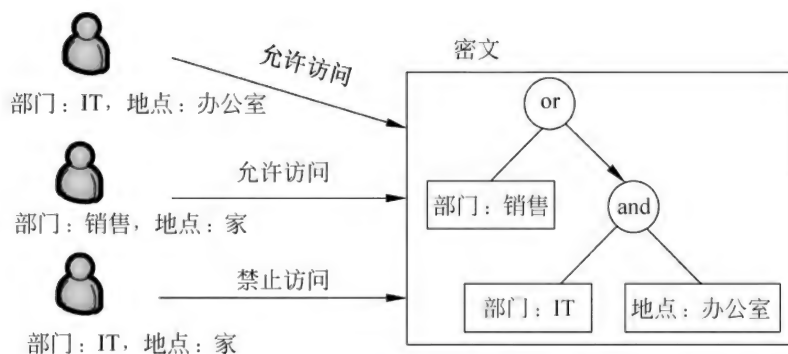 允许访问
密文
部门：IT，地点：办公室
or
允许访问
部门：销售
and
部门：销售，地点：家
禁止访问
部门：IT
地点：办公室
部门：IT，地点：家